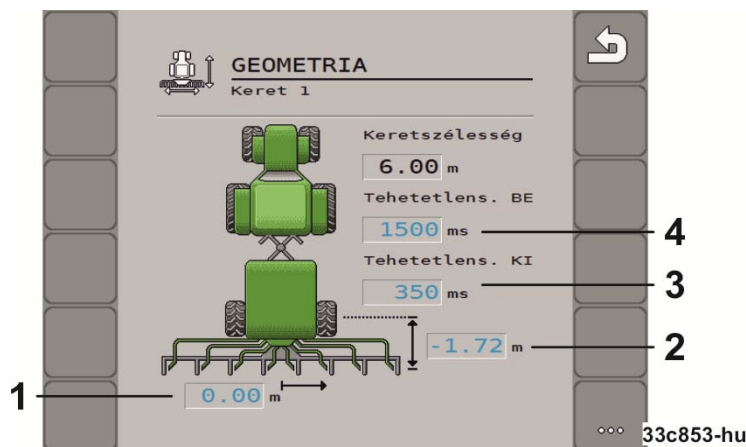 GEOMETRIA
Keret 1
Keretszélesség
6.00 m
Tehetetlens. BE
1500 ms
4
Tehetetlens. KI
350 ms
3
-1.72 m
2
1
0.00 m
33c853-hu